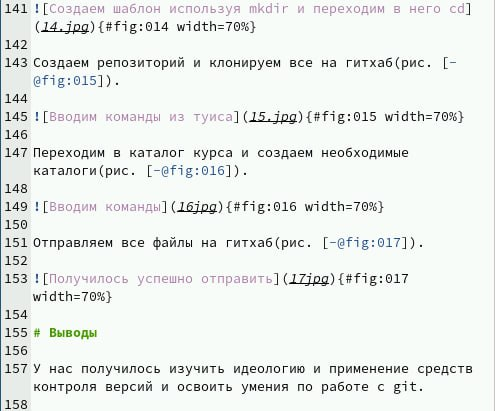 141 ![Создаем шаблон используя mkdir и переходим в него cd]
(14.jpg){#fig:014 width=70%}
142
143 Создаем репозиторий и клонируем все на гитхаб(рис. [-
@fig:015]).
144
145 ![Вводим команды из туиса](15.jpg){#fig:015 width=70%}
146
147 Переходим в каталог курса и создаем необходимые
каталоги(рис. [-@fig:016]).
148
149 ![Вводим команды](16jpg){#fig:016 width=70%}
150
151 Отправляем все файлы на гитхаб(рис. [-@fig:017]).
152
153 ![Получилось успешно отправить](17jpg){#fig:017
width=70%}
154
155 # Выводы
156
157 У нас получилось изучить идеологию и применение средств
контроля версий и освоить умения по работе с git.
158